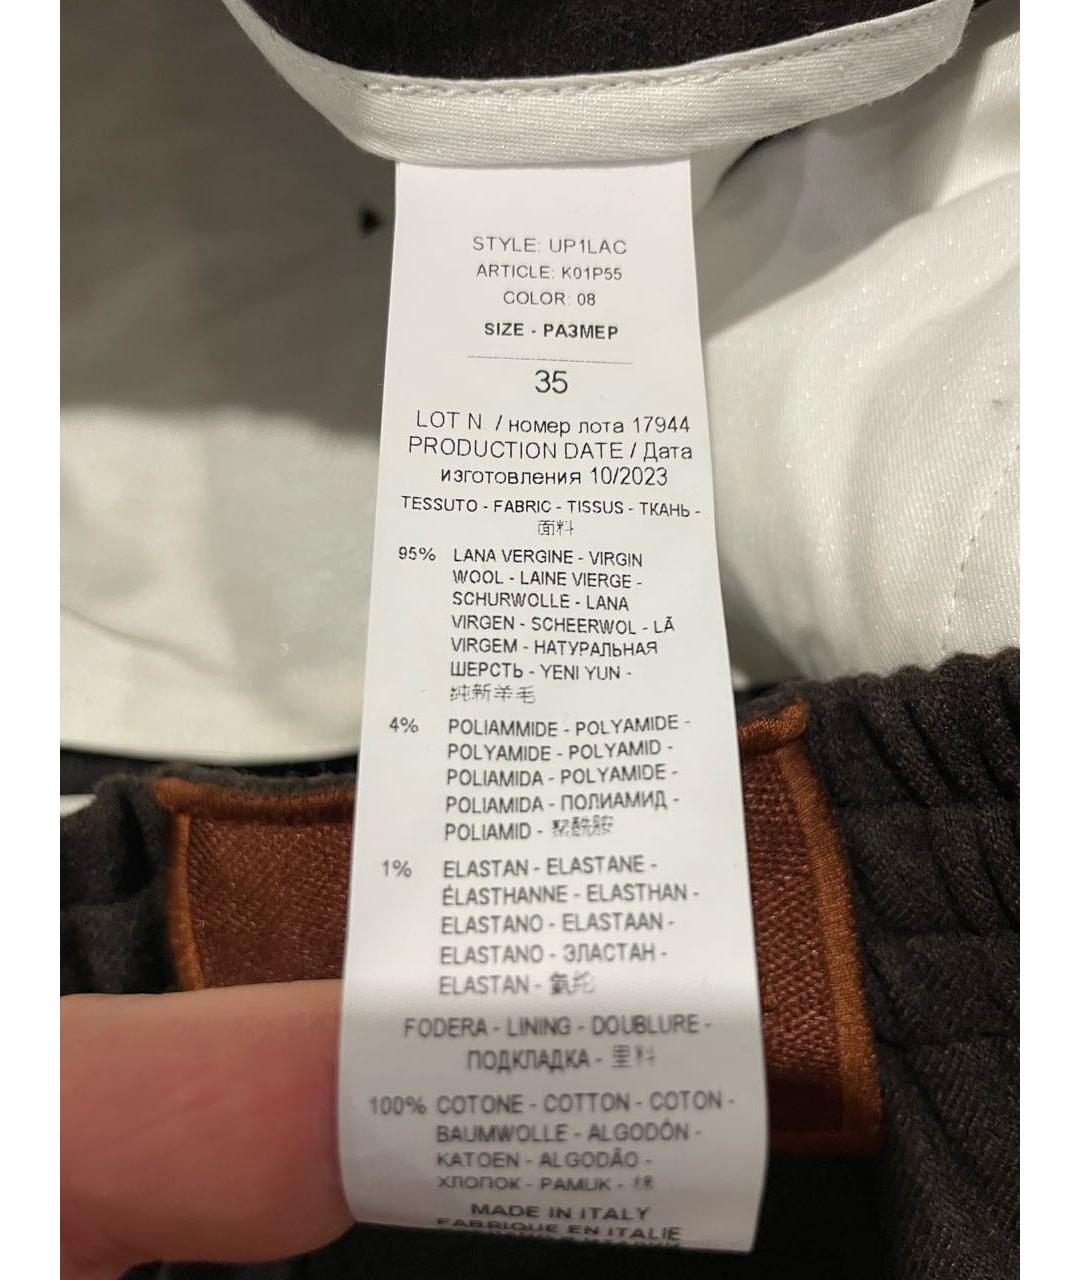 STYLE: UP1LAC
ARTICLE: K01P55
COLOR: 08
SIZE - РАЗМЕР
35
LOT N. / номер лота 17944
PRODUCTION DATE / Дата
изготовления 10/2023
TESSUTO - FABRIC - TISSUS - ТКАНЬ -
面料
95% LANA VERGINE - VIRGIN
WOOL - LAINE VIERGE -
SCHURWOLLE - LANA
VIRGEN - SCHEERWOL - LÃ
VIRGEM - НАТУРАЛЬНАЯ
ШЕРСТЬ - YENI YUN -
纯新羊毛
4% POLIAMMIDE - POLYAMIDE -
POLYAMIDE - POLYAMID -
POLIAMIDA - POLYAMIDE -
POLIAMIDA - ПОЛИАМИД -
POLIAMID - 聚酰胺
1% ELASTAN - ELASTANE -
ÉLASTHANNE - ELASTHAN -
ELASTANO - ELASTAAN -
ELASTANO - ЭЛАСТАН -
ELASTAN - 氨纶
FODERA - LINING - DOUBLURE -
ПОДКЛАДКА - 里料
100% COTONE - COTTON - COTON -
BAUMWOLLE - ALGODÓN -
KATOEN - ALGODÃO -
ХЛОПОК - PAMUK - 棉
MADE IN ITALY
FABRIQUE EN ITALIE